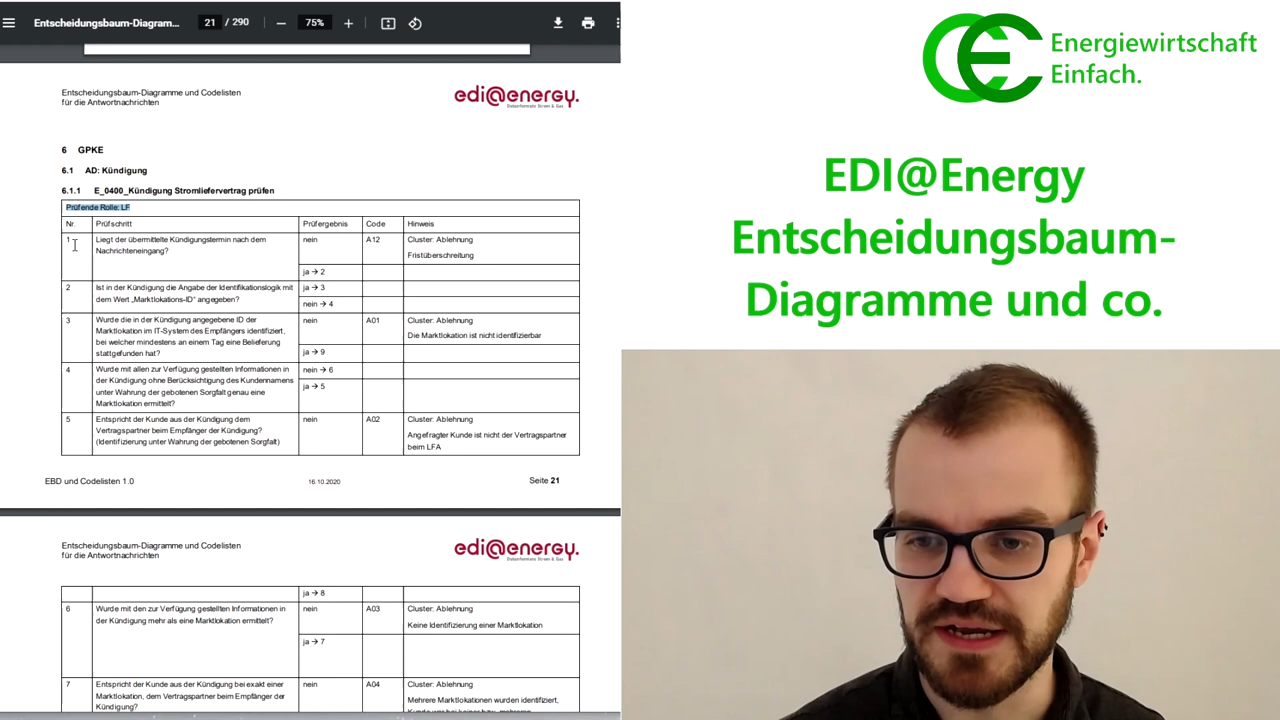 Entscheidungsbaum-Diagram...
21 / 290
75%
Entscheidungsbaum-Diagramme und Codelisten
für die Antwortnachrichten
edi@energy.
Datenformate Strom & Gas
6 GPKE
6.1 AD: Kündigung
6.1.1 E_0400_Kündigung Stromliefervertrag prüfen
Prüfende Rolle: LF
Nr. Prüfschritt Prüfergebnis Code Hinweis
1 Liegt der übermittelte Kündigungstermin nach dem
Nachrichteneingang?
nein A12 Cluster: Ablehnung
Fristüberschreitung
ja → 2
2 Ist in der Kündigung die Angabe der Identifikationslogik mit
dem Wert „Marktlokations-ID" angegeben?
ja → 3
nein → 4
3 Wurde die in der Kündigung angegebene ID der
Marktlokation im IT-System des Empfängers identifiziert,
bei welcher mindestens an einem Tag eine Belieferung
stattgefunden hat?
nein A01 Cluster: Ablehnung
Die Marktlokation ist nicht identifizierbar
ja → 9
4 Wurde mit allen zur Verfügung gestellten Informationen in
der Kündigung ohne Berücksichtigung des Kundennamens
unter Wahrung der gebotenen Sorgfalt genau eine
Marktlokation ermittelt?
nein → 6
ja → 5
5 Entspricht der Kunde aus der Kündigung dem
Vertragspartner beim Empfänger der Kündigung?
(Identifizierung unter Wahrung der gebotenen Sorgfalt)
nein A02 Cluster: Ablehnung
Angefragter Kunde ist nicht der Vertragspartner
beim LFA
EBD und Codelisten 1.0 16.10.2020 Seite 21
Entscheidungsbaum-Diagramme und Codelisten
für die Antwortnachrichten
edi@energy.
Datenformate Strom & Gas
ja → 8
6 Wurde mit den zur Verfügung gestellten Informationen in
der Kündigung mehr als eine Marktlokation ermittelt?
nein A03 Cluster: Ablehnung
Keine Identifizierung einer Marktlokation
ja → 7
7 Entspricht der Kunde aus der Kündigung bei exakt einer
Marktlokation, dem Vertragspartner beim Empfänger der
Kündigung?
nein A04 Cluster: Ablehnung
Mehrere Marktlokationen wurden identifiziert,
Energiewirtschaft
Einfach.
EDI@Energy
Entscheidungsbaum-
Diagramme und co.